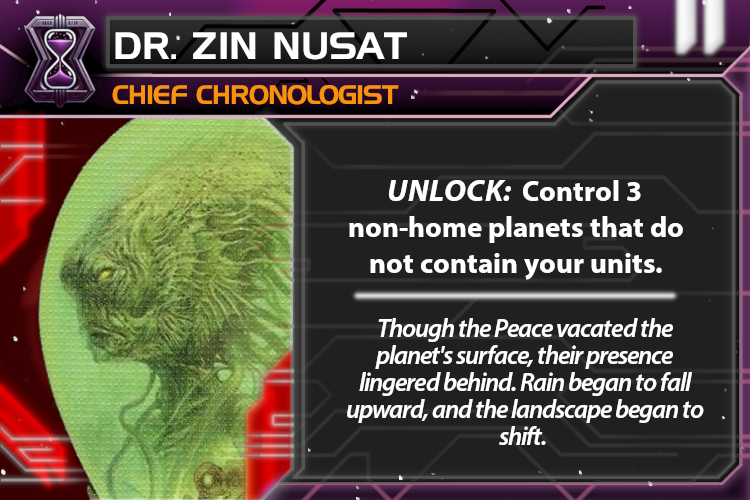 DR. ZIN NUSAT
CHIEF CHRONOLOGIST
UNLOCK: Control 3
non-home planets that do
not contain your units.
Though the Peace vacated the
planet's surface, their presence
lingered behind. Rain began to fall
upward, and the landscape began to
shift.